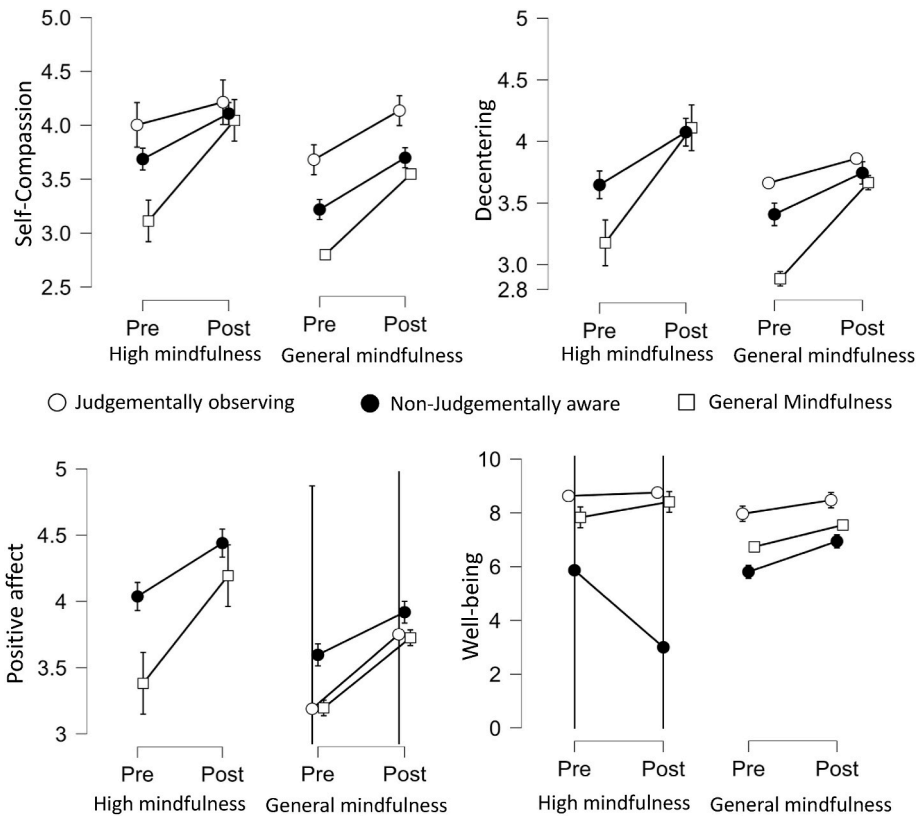 Self-Compassion
4.5
4.0
3.5
3.0
2.5
Pre Post Pre Post
High mindfulness General mindfulness
Decentering
5
4.5
4
3.5
3.0
2.8
Pre Post Pre Post
High mindfulness General mindfulness
Judgementally observing Non-Judgementally aware General Mindfulness
Positive affect
5
4.5
4
3.5
3
Pre Post Pre Post
High mindfulness General mindfulness
Well-being
10
8
6
4
2
0
Pre Post Pre Post
High mindfulness General mindfulness